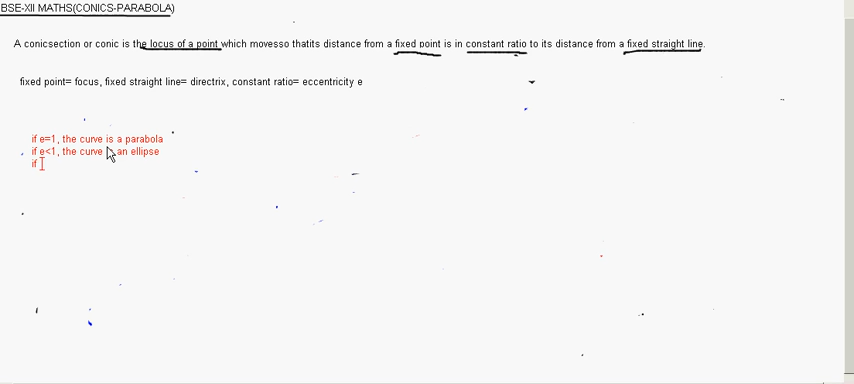 BSE-XII MATHS(CONICS-PARABOLA)
A conicsection or conic is the locus of a point which movesso thatits distance from a fixed point is in constant ratio to its distance from a fixed straight line.
fixed point= focus, fixed straight line= directrix, constant ratio= eccentricity e
if e=1, the curve is a parabola
if e<1, the curve an ellipse
if